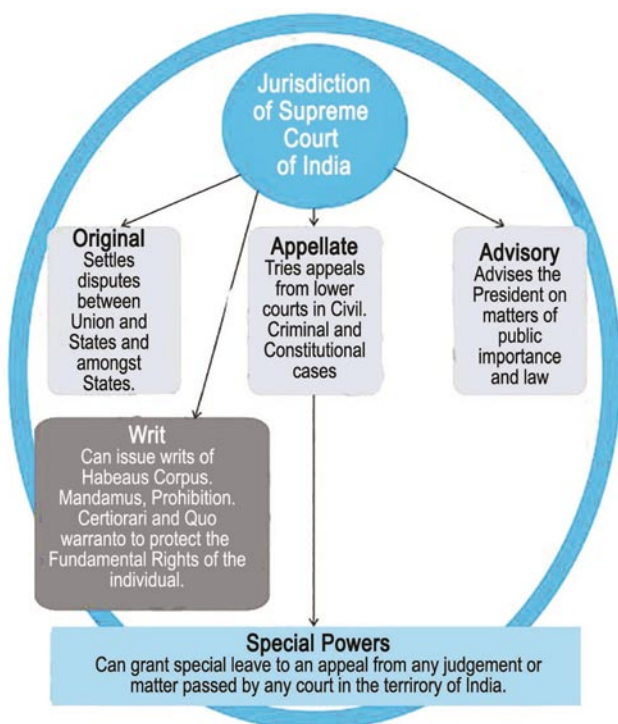 Jurisdiction
of Supreme
Court
of India
Original
Settles
disputes
between
Union and
States and
amongst
States.
Appellate
Tries appeals
from lower
courts in Civil.
Criminal and
Constitutional
cases
Advisory
Advises the
President on
matters of
public
importance
and law
Writ
Can issue writs of
Habeaus Corpus.
Mandamus, Prohibition.
Certiorari and Quo
warranto to protect the
Fundamental Rights of the
individual.
Special Powers
Can grant special leave to an appeal from any judgement or
matter passed by any court in the terrirory of India.